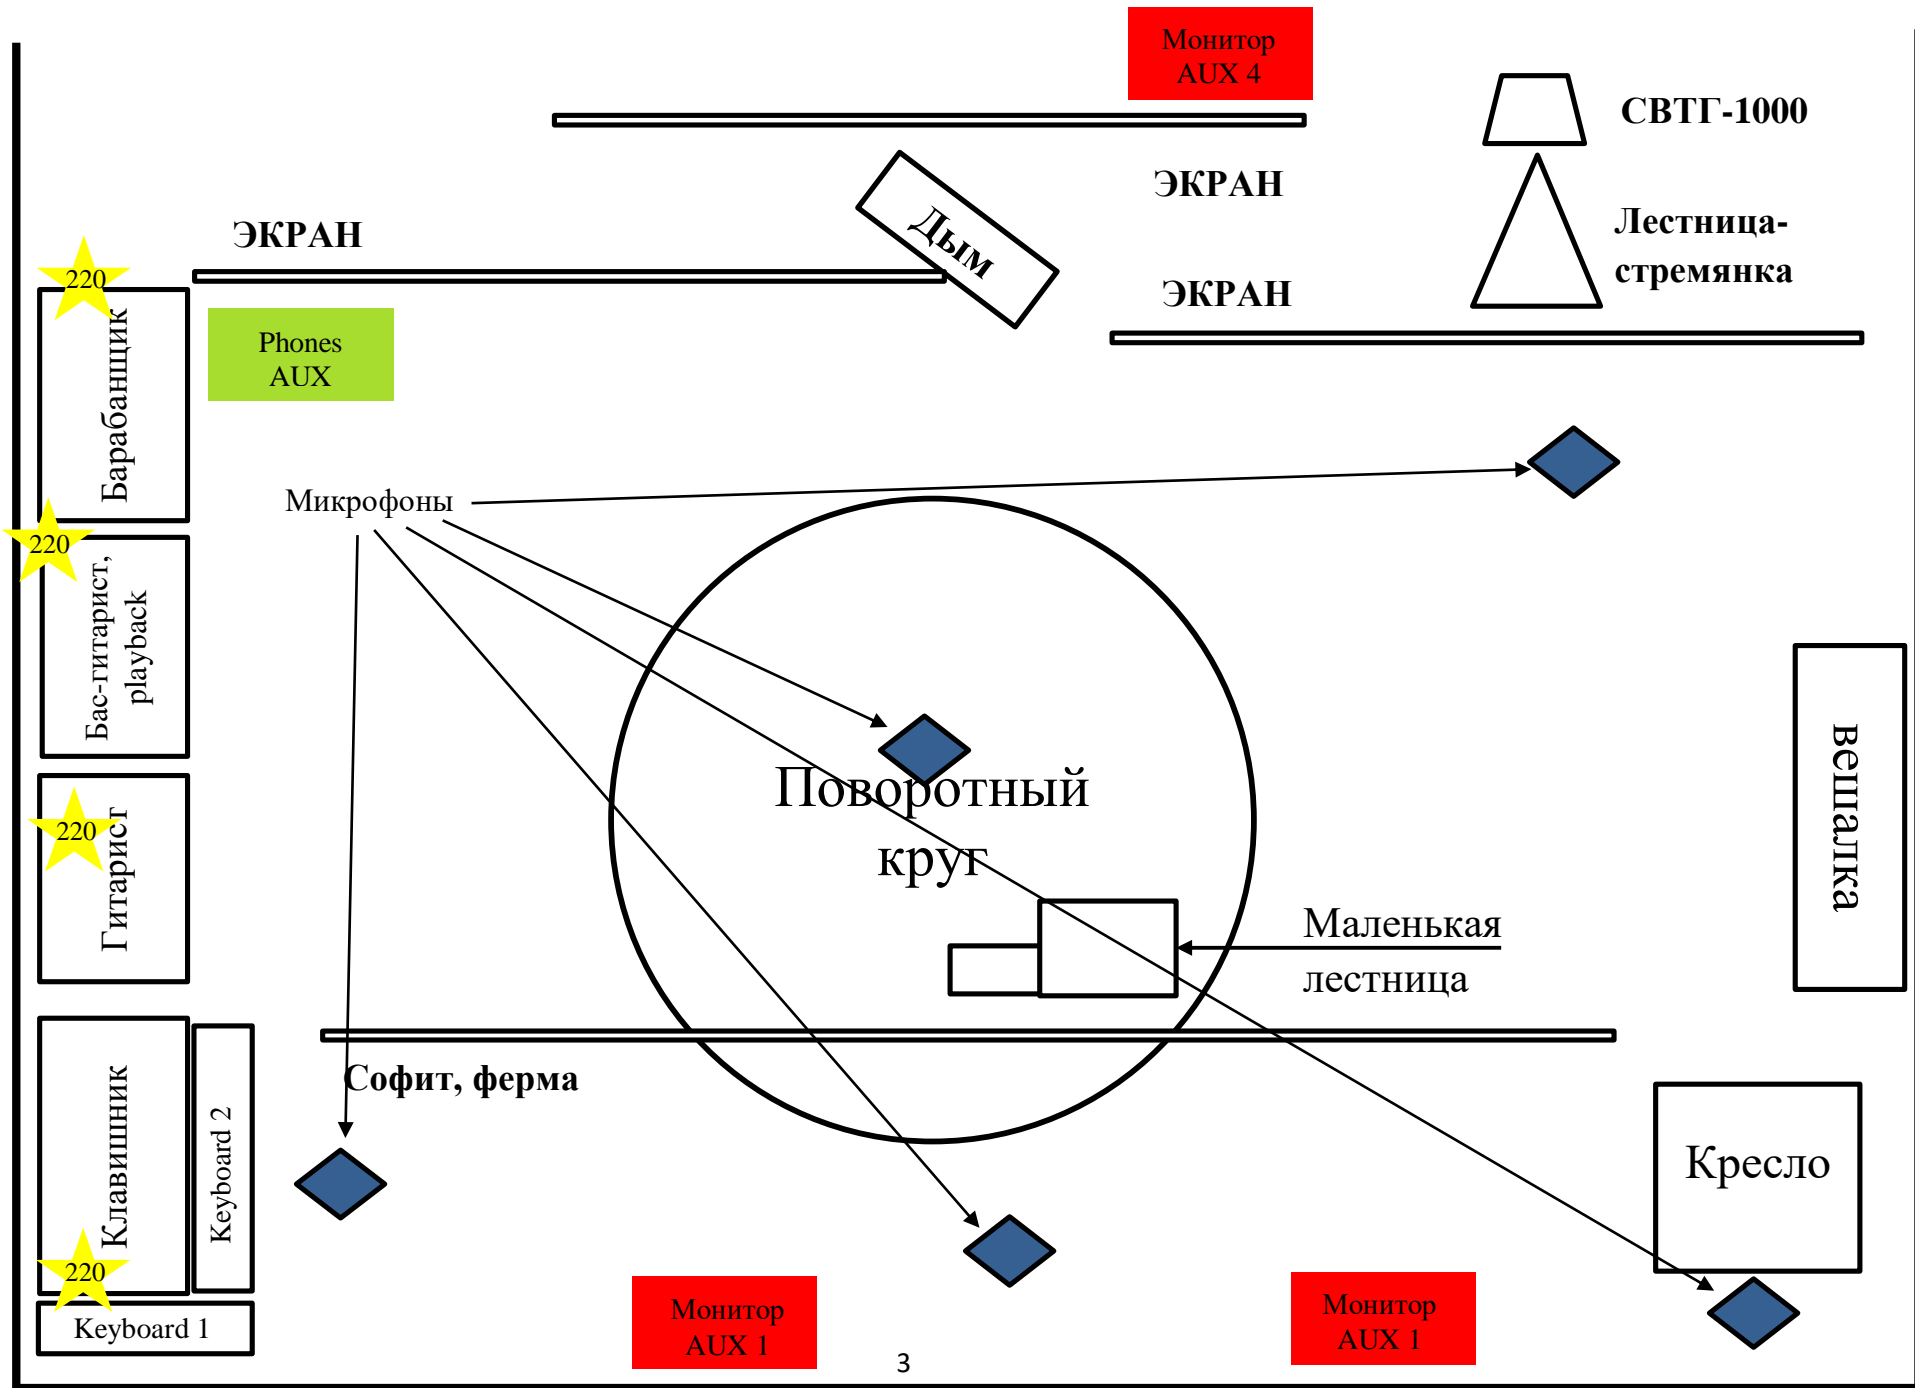 Монитор
AUX 4
СВТГ-1000
ЭКРАН
Дым
Лестница-
стремянка
ЭКРАН
220
ЭКРАН
Барабанщик
Phones
AUX
Микрофоны
220
Бас-гитарист,
playback
Поворотный
круг
вешалка
220
Гитарист
Маленькая
лестница
Софит, ферма
Клавишник
Keyboard 2
Кресло
220
Keyboard 1
Монитор
AUX 1
Монитор
AUX 1
3